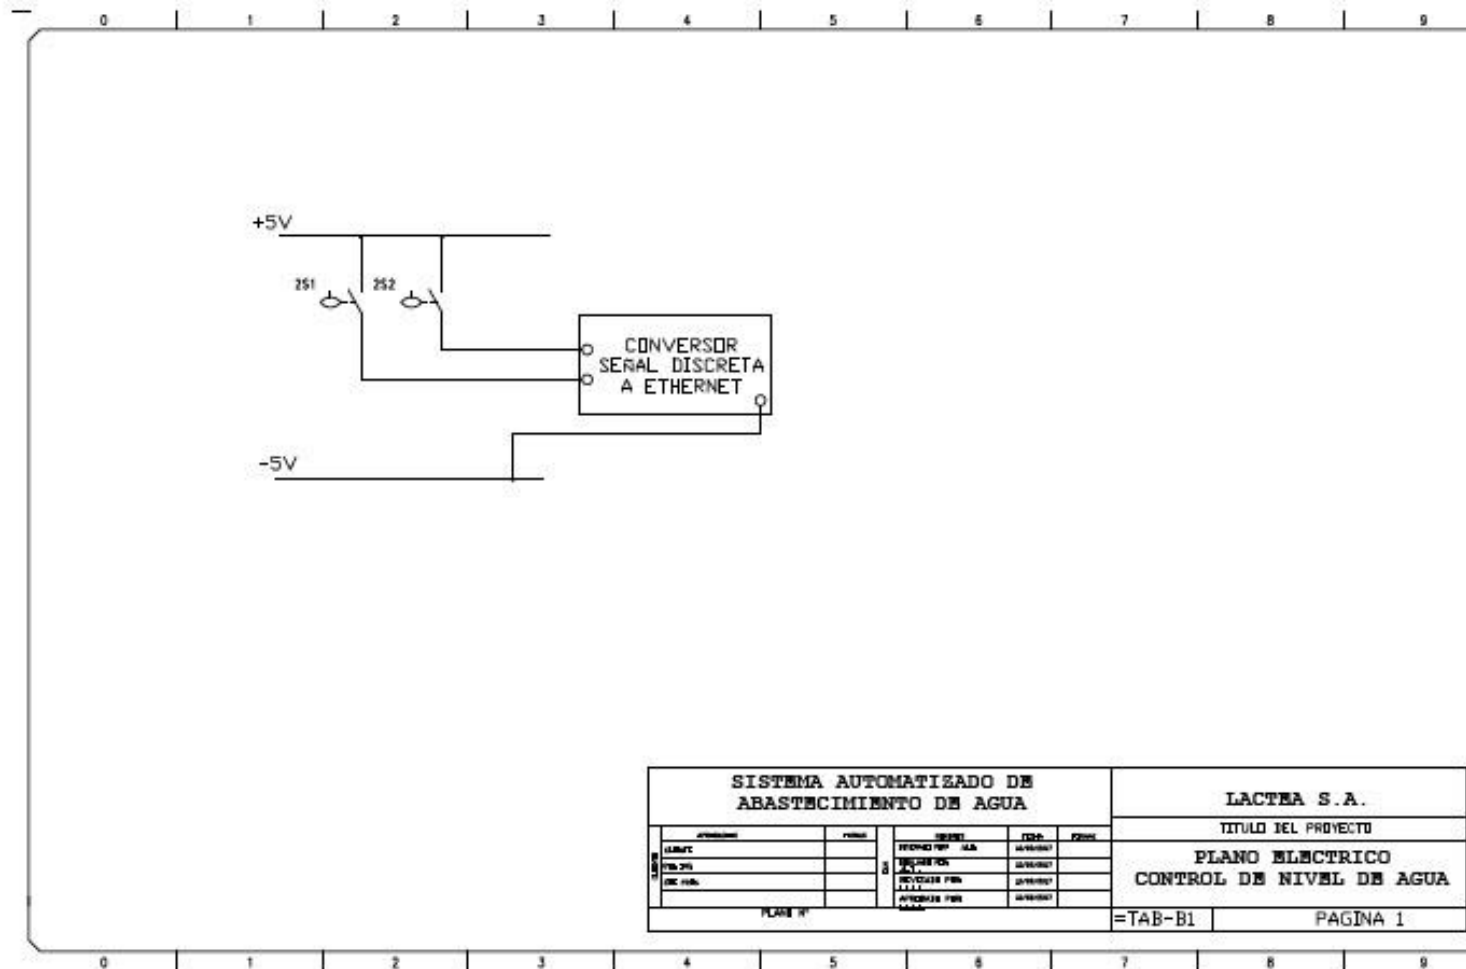 0 1 2 3 4 5 6 7 8 9
+5V
2S1
2S2
CONVERSOR
SEÑAL DISCRETA
A ETHERNET
-5V
SISTEMA AUTOMATIZADO DE
ABASTECIMIENTO DE AGUA
LACTEA S.A.
TITULO DEL PROYECTO
PLANO ELECTRICO
CONTROL DE NIVEL DE AGUA
PLANO Nº
=TAB-B1
PAGINA 1
0 1 2 3 4 5 6 7 8 9